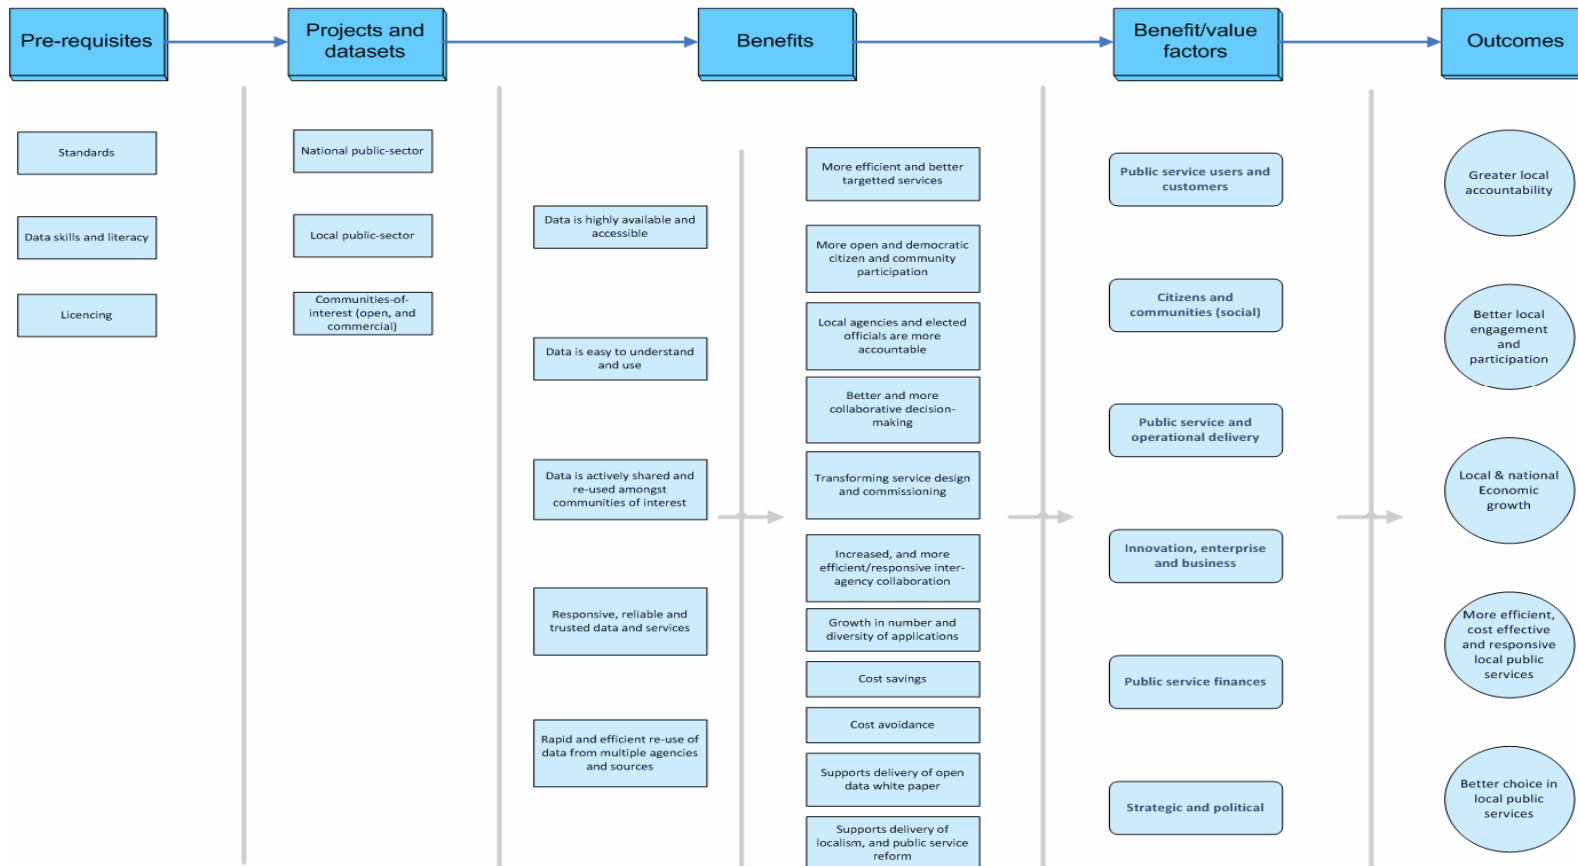 Pre-requisites
Projects and
datasets
Benefits
Benefit/value
factors
Outcomes
Standards
Data skills and literacy
Licencing
National public-sector
Local public-sector
Communities-of-
interest (open, and
commercial)
Data is highly available and
accessible
Data is easy to understand
and use
Data is actively shared and
re-used amongst
communities of interest
Responsive, reliable and
trusted data and services
Rapid and efficient re-use of
data from multiple agencies
and sources
More efficient and better
targetted services
More open and democratic
citizen and community
participation
Local agencies and elected
officials are more
accountable
Better and more
collaborative decision-
making
Transforming service design
and commissioning
Increased, and more
efficient/responsive inter-
agency collaboration
Growth in number and
diversity of applications
Cost savings
Cost avoidance
Supports delivery of open
data white paper
Supports delivery of
localism, and public service
reform
Public service users and
customers
Citizens and
communities (social)
Public service and
operational delivery
Innovation, enterprise
and business
Public service finances
Strategic and political
Greater local
accountability
Better local
engagement
and
participation
Local & national
Economic
growth
More efficient,
cost effective
and responsive
local public
services
Better choice in
local public
services